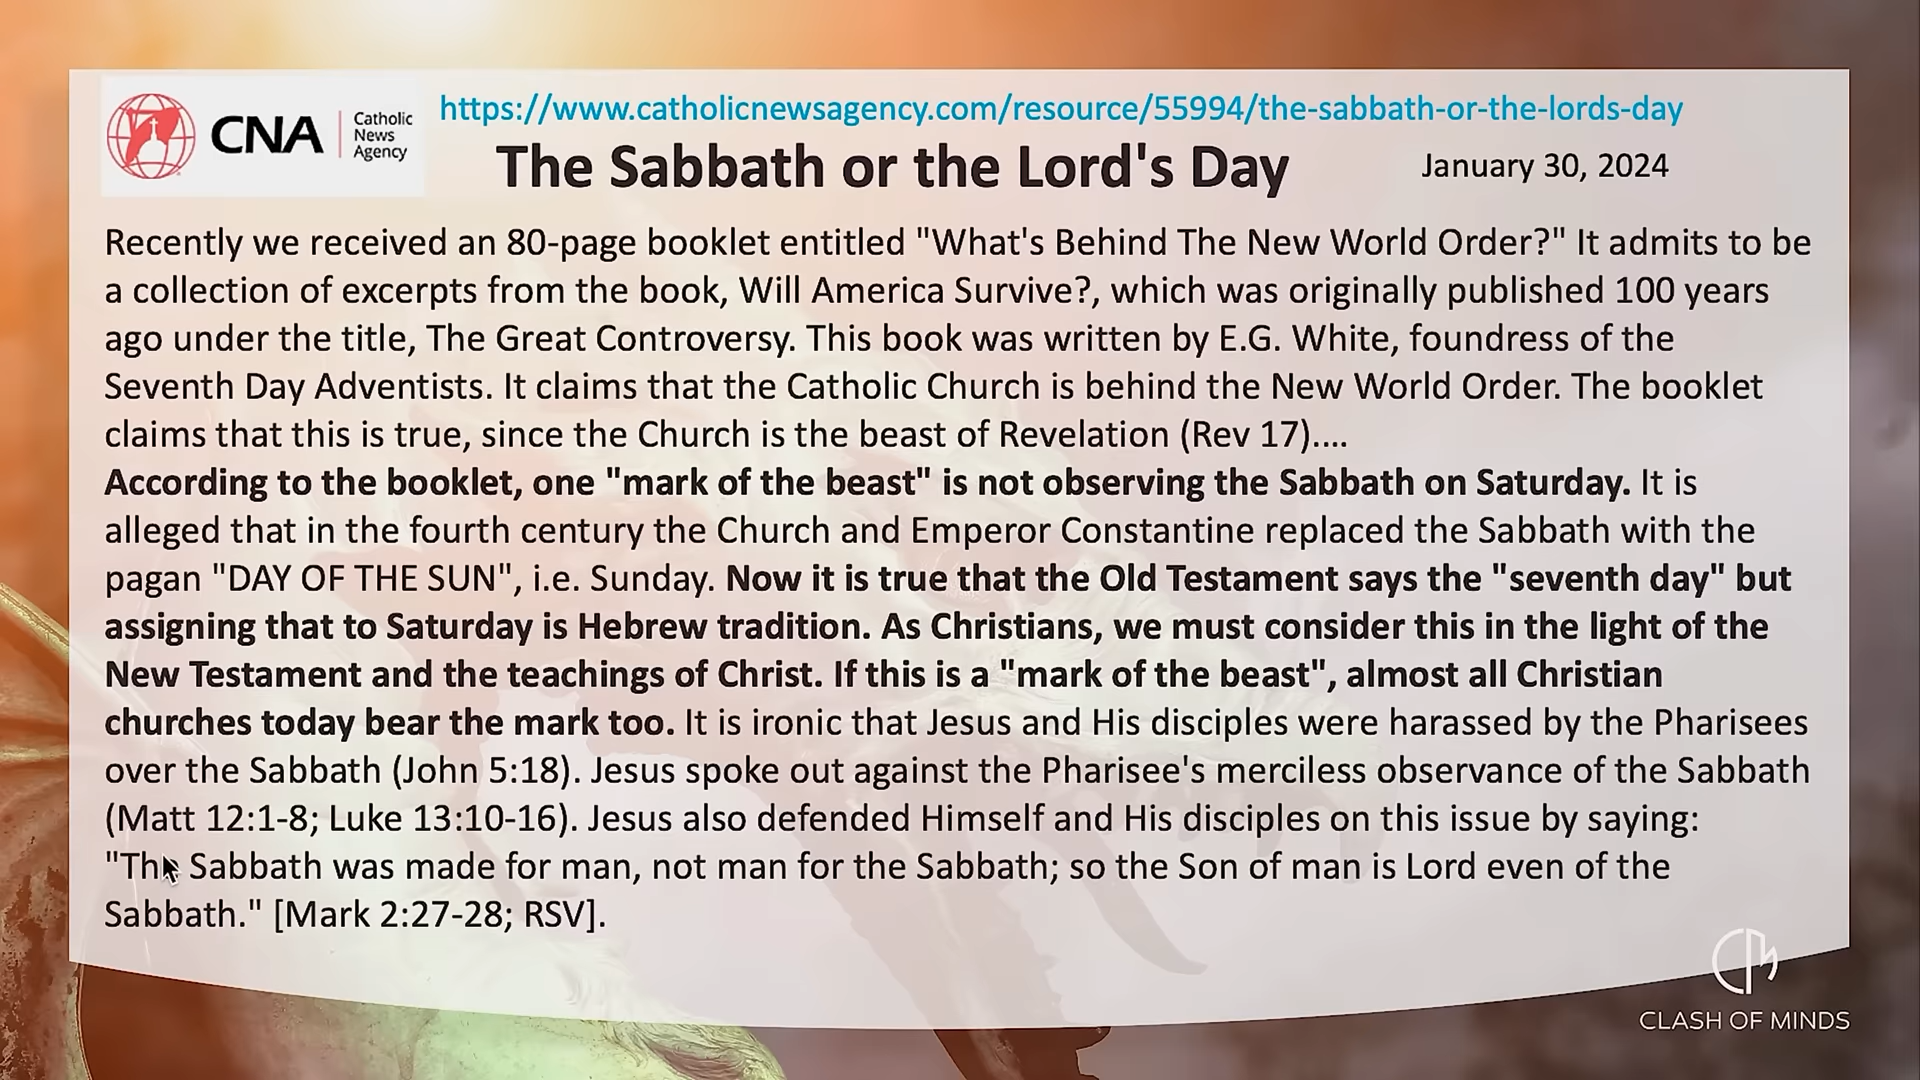 CNA
Catholic
News
Agency
https://www.catholicnewsagency.com/resource/55994/the-sabbath-or-the-lords-day
The Sabbath or the Lord's Day
January 30, 2024
Recently we received an 80-page booklet entitled "What's Behind The New World Order?" It admits to be
a collection of excerpts from the book, Will America Survive?, which was originally published 100 years
ago under the title, The Great Controversy. This book was written by E.G. White, foundress of the
Seventh Day Adventists. It claims that the Catholic Church is behind the New World Order. The booklet
claims that this is true, since the Church is the beast of Revelation (Rev 17)....
According to the booklet, one "mark of the beast" is not observing the Sabbath on Saturday. It is
alleged that in the fourth century the Church and Emperor Constantine replaced the Sabbath with the
pagan "DAY OF THE SUN", i.e. Sunday. Now it is true that the Old Testament says the "seventh day" but
assigning that to Saturday is Hebrew tradition. As Christians, we must consider this in the light of the
New Testament and the teachings of Christ. If this is a "mark of the beast", almost all Christian
churches today bear the mark too. It is ironic that Jesus and His disciples were harassed by the Pharisees
over the Sabbath (John 5:18). Jesus spoke out against the Pharisee's merciless observance of the Sabbath
(Matt 12:1-8; Luke 13:10-16). Jesus also defended Himself and His disciples on this issue by saying:
"The Sabbath was made for man, not man for the Sabbath; so the Son of man is Lord even of the
Sabbath." [Mark 2:27-28; RSV].
CLASH OF MINDS